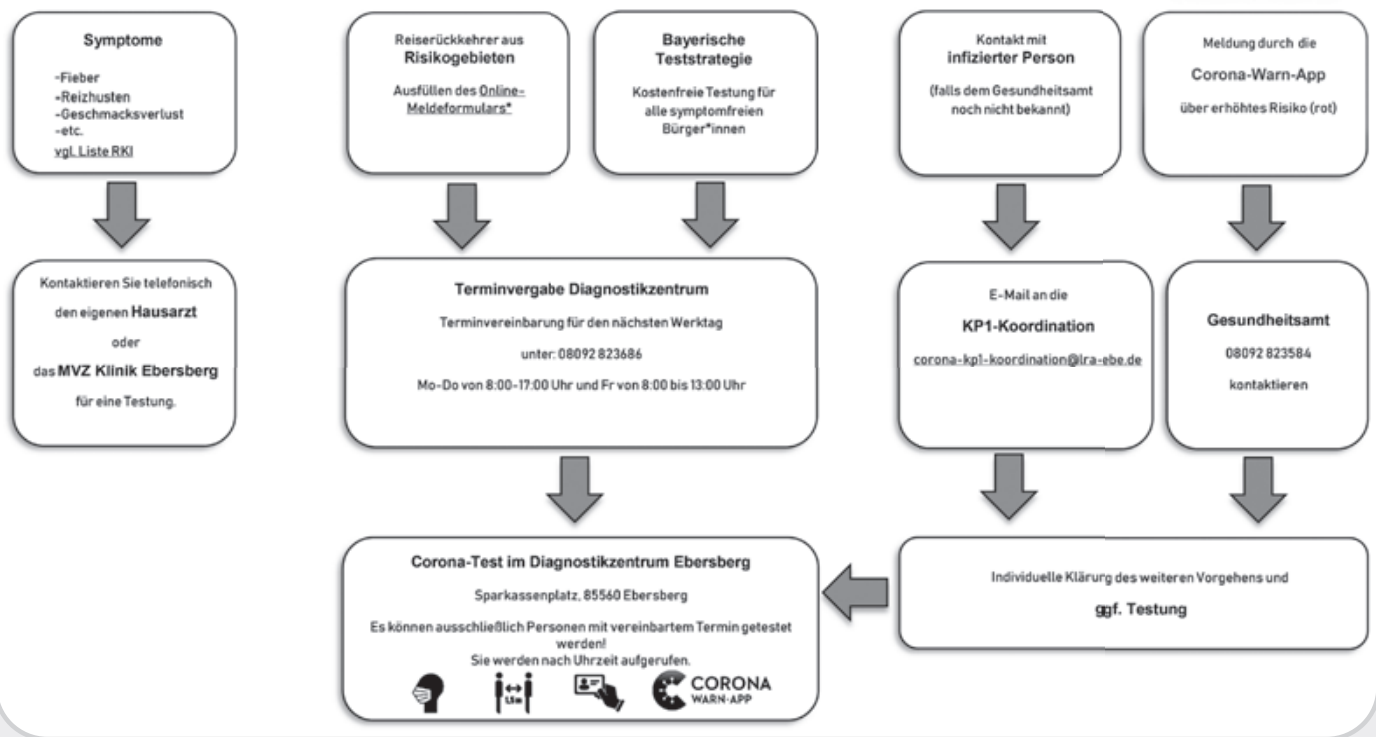 Symptome
-Fieber
-Reizhusten
-Geschmacksverlust
-etc.
vgl. Liste RKI
Reiserückkehrer aus
Risikogebieten
Ausfüllen des Online-
Meldeformulars*
Bayerische
Teststrategie
Kostenfreie Testung für
alle symptomfreien
Bürger*innen
Kontakt mit
infizierter Person
(falls dem Gesundheitsamt
noch nicht bekannt)
Meldung durch die
Corona-Warn-App
über erhöhtes Risiko (rot)
Kontaktieren Sie telefonisch
den eigenen Hausarzt
oder
das MVZ Klinik Ebersberg
für eine Testung.
Terminvergabe Diagnostikzentrum
Terminvereinbarung für den nächsten Werktag
unter: 08092 823686
Mo-Do von 8:00-17:00 Uhr und Fr von 8:00 bis 13:00 Uhr
E-Mail an die
KP1-Koordination
corona-kp1-koordination@lra-ebe.de
Gesundheitsamt
08092 823584
kontaktieren
Corona-Test im Diagnostikzentrum Ebersberg
Sparkassenplatz, 85560 Ebersberg
Es können ausschließlich Personen mit vereinbartem Termin getestet
werden!
Sie werden nach Uhrzeit aufgerufen.
1,5 m
CORONA
WARN-APP
Individuelle Klärung des weiteren Vorgehens und
ggf. Testung